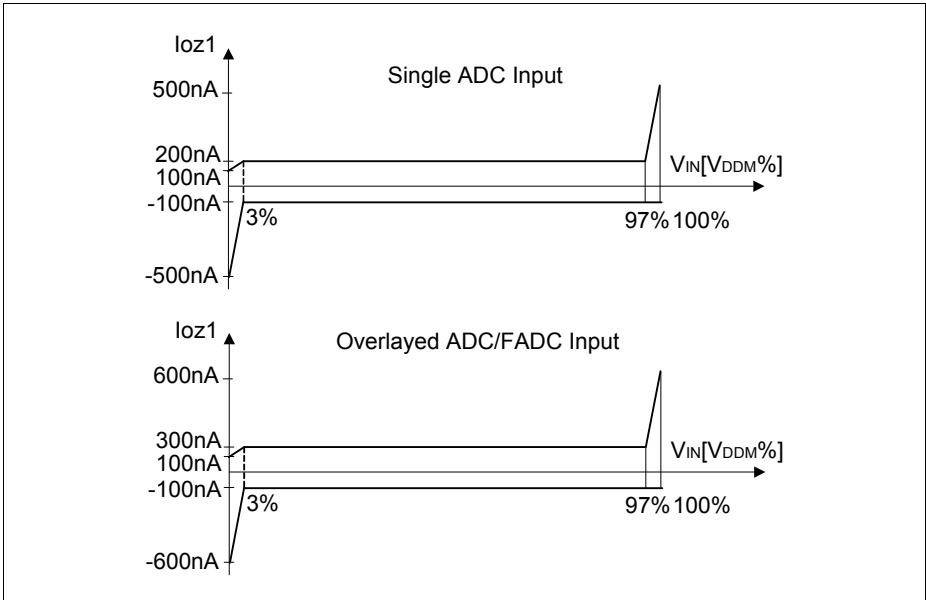 Ioz1
Single ADC Input
500nA
200nA
VIN[VDDM%]
100nA
-100nA
3%
97% 100%
-500nA
Ioz1
Overlayed ADC/FADC Input
600nA
300nA
VIN[VDDM%]
100nA
-100nA
3%
97% 100%
-600nA